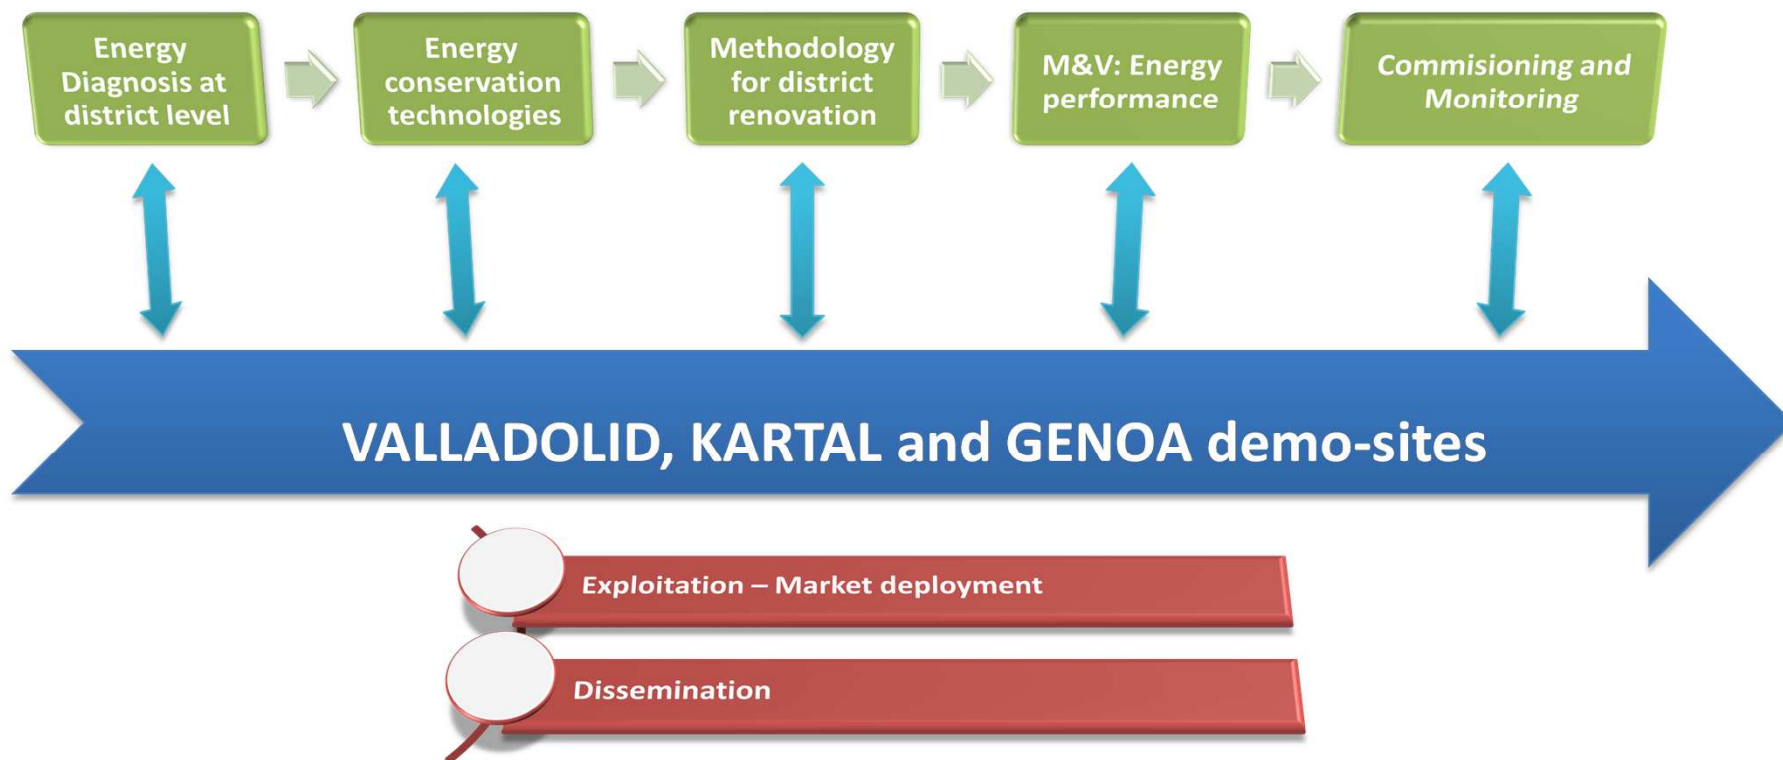 Energy
Diagnosis at
district level
Energy
conservation
technologies
Methodology
for district
renovation
M&V: Energy
performance
Commisioning and
Monitoring
VALLADOLID, KARTAL and GENOA demo-sites
Exploitation – Market deployment
Dissemination